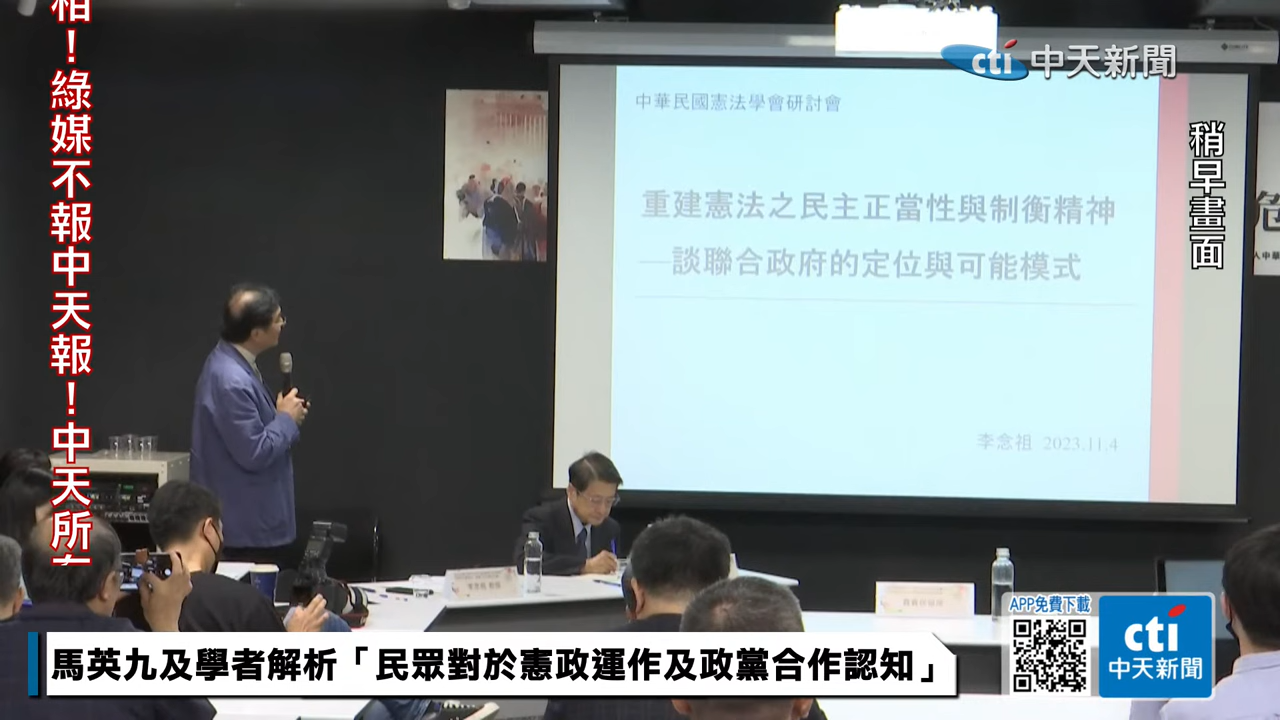 相！綠媒不報中天報！中天所有
cti 中天新聞
稍早畫面
中華民國憲法學會研討會
重建憲法之民主正當性與制衡精神
—談聯合政府的定位與可能模式
李念祖 2023.11.4
危
人中華
APP免費下載
cti
中天新聞
馬英九及學者解析「民眾對於憲政運作及政黨合作認知」